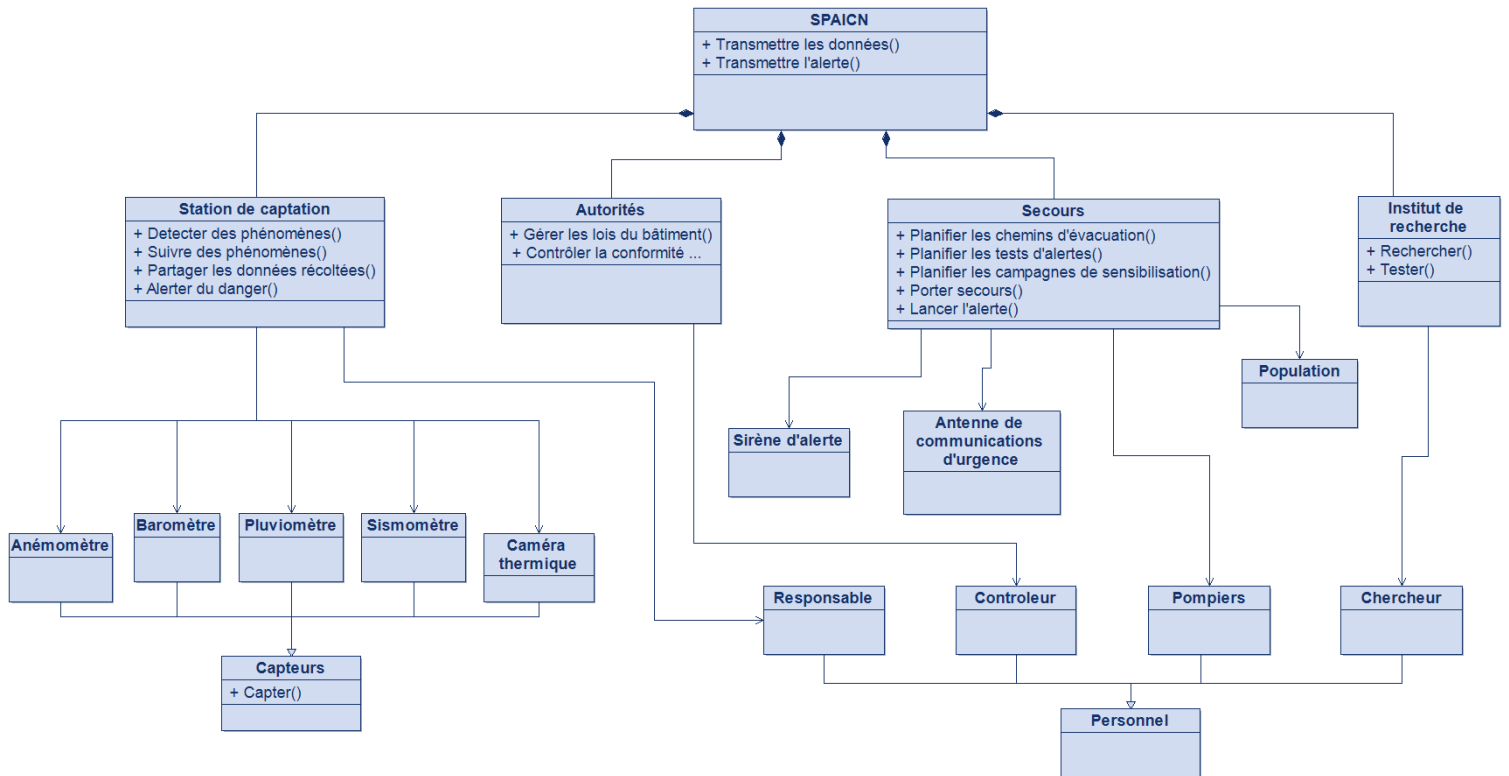 SPAICN
+ Transmettre les données()
+ Transmettre l'alerte()
Station de captation
+ Detecter des phénomènes()
+ Suivre des phénomènes()
+ Partager les données récoltées()
+ Alerter du danger()
Autorités
+ Gérer les lois du bâtiment()
+ Contrôler la conformité ...
Secours
+ Planifier les chemins d'évacuation()
+ Planifier les tests d'alertes()
+ Planifier les campagnes de sensibilisation()
+ Porter secours()
+ Lancer l'alerte()
Institut de
recherche
+ Rechercher()
+ Tester()
Population
Sirène d'alerte
Antenne de
communications
d'urgence
Anémomètre
Baromètre
Pluviomètre
Sismomètre
Caméra
thermique
Responsable
Controleur
Pompiers
Chercheur
Capteurs
+ Capter()
Personnel